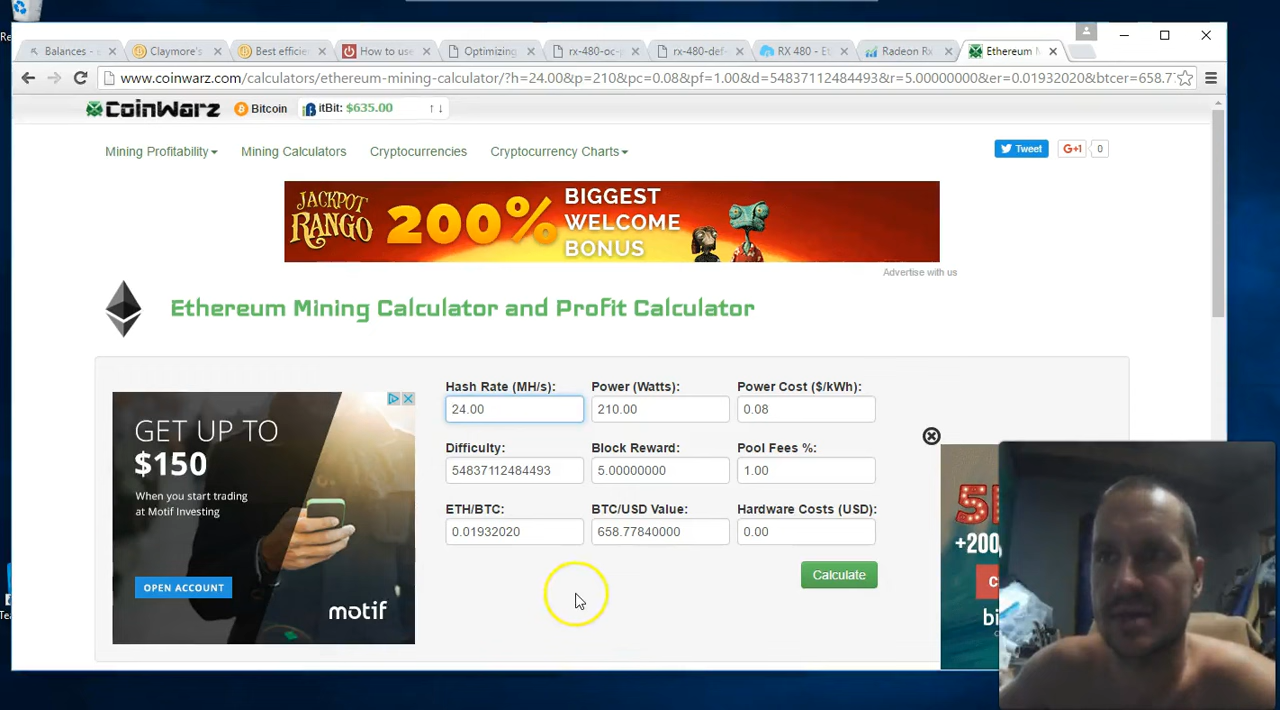 Re
Balances -
Claymore's
Best efficie
How to use
Optimizing
rx-480-oc-p
rx-480-def
RX 480 - E
Radeon Rx
Ethereum M
www.coinwarz.com/calculators/ethereum-mining-calculator/?h=24.00&p=210&pc=0.08&pf=1.00&d=54837112484493&r=5.00000000&er=0.01932020&btcer=658.7
CoinWarz
Bitcoin
itBit: $635.00
Mining Profitability
Mining Calculators
Cryptocurrencies
Cryptocurrency Charts
Tweet
G+1
0
JACKPOT
RANGO
200%
BIGGEST
WELCOME
BONUS
Advertise with us
Ethereum Mining Calculator and Profit Calculator
GET UP TO
$150
When you start trading
at Motif Investing
OPEN ACCOUNT
motif
Hash Rate (MH/s):
Power (Watts):
Power Cost ($/kWh):
24.00
210.00
0.08
Difficulty:
Block Reward:
Pool Fees %:
54837112484493
5.00000000
1.00
ETH/BTC:
BTC/USD Value:
Hardware Costs (USD):
0.01932020
658.77840000
0.00
Calculate
+200,
bi